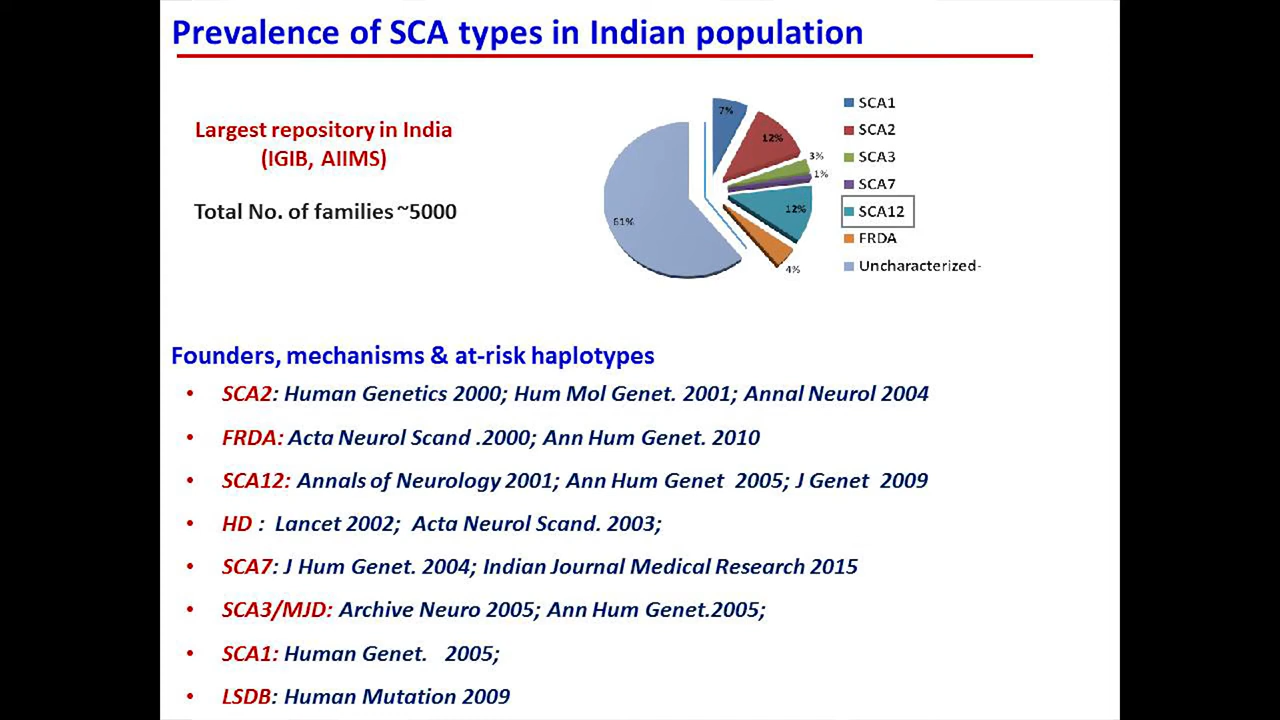 Prevalence of SCA types in Indian population
Largest repository in India
(IGIB, AIIMS)
Total No. of families ~5000
7%
12%
3%
1%
12%
4%
61%
SCA1
SCA2
SCA3
SCA7
SCA12
FRDA
Uncharacterized-
Founders, mechanisms & at-risk haplotypes
• SCA2: Human Genetics 2000; Hum Mol Genet. 2001; Annal Neurol 2004
• FRDA: Acta Neurol Scand .2000; Ann Hum Genet. 2010
• SCA12: Annals of Neurology 2001; Ann Hum Genet 2005; J Genet 2009
• HD : Lancet 2002; Acta Neurol Scand. 2003;
• SCA7: J Hum Genet. 2004; Indian Journal Medical Research 2015
• SCA3/MJD: Archive Neuro 2005; Ann Hum Genet.2005;
• SCA1: Human Genet. 2005;
• LSDB: Human Mutation 2009